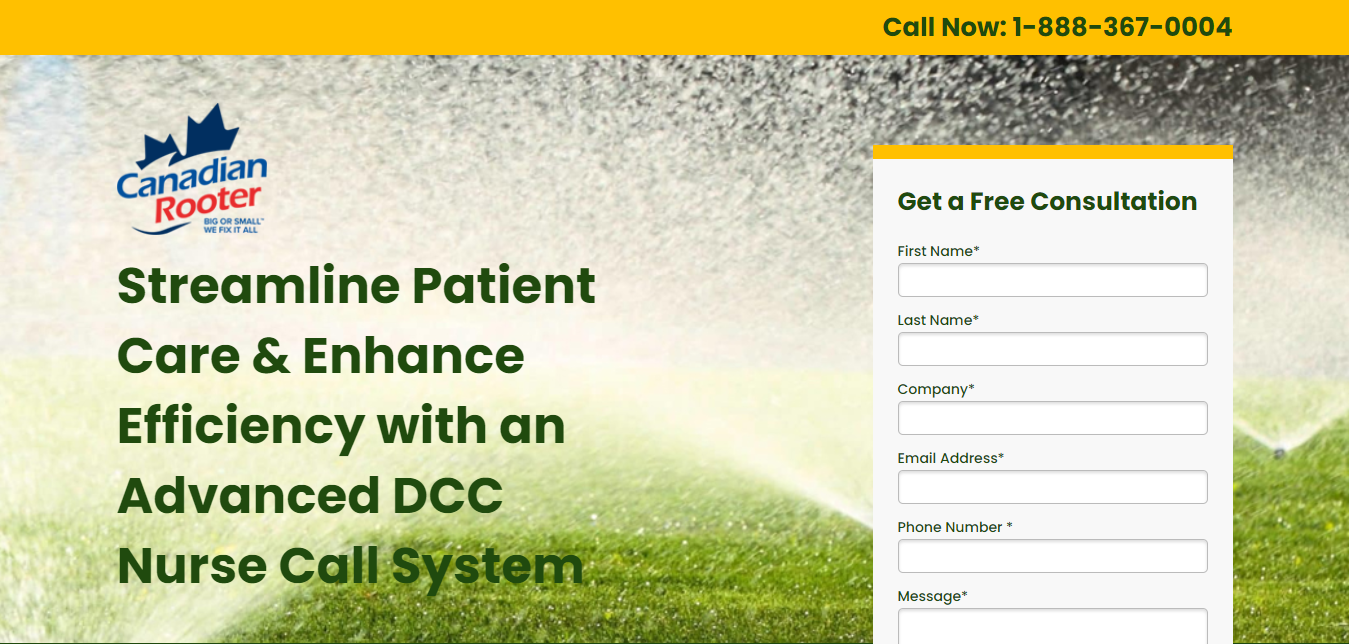 Call Now: 1-888-367-0004
Canadian
Rooter
BIG OR SMALL™
WE FIX IT ALL
Streamline Patient
Care & Enhance
Efficiency with an
Advanced DCC
Nurse Call System
Get a Free Consultation
First Name*
Last Name*
Company*
Email Address*
Phone Number *
Message*